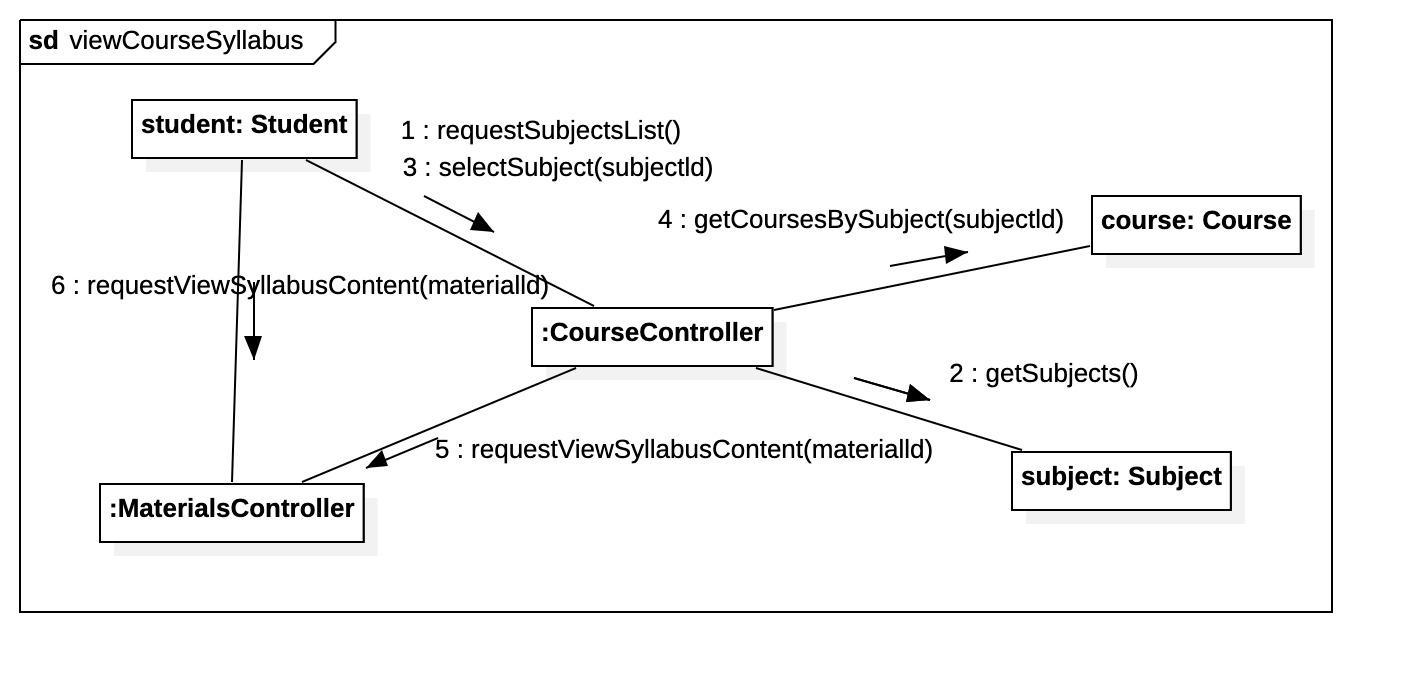 sd viewCourseSyllabus
student: Student
1 : requestSubjectsList()
3 : selectSubject(subjectId)
4 : getCoursesBySubject(subjectId)
course: Course
6 : requestViewSyllabusContent(materialId)
:CourseController
2 : getSubjects()
5 : requestViewSyllabusContent(materialId)
subject: Subject
:MaterialsController